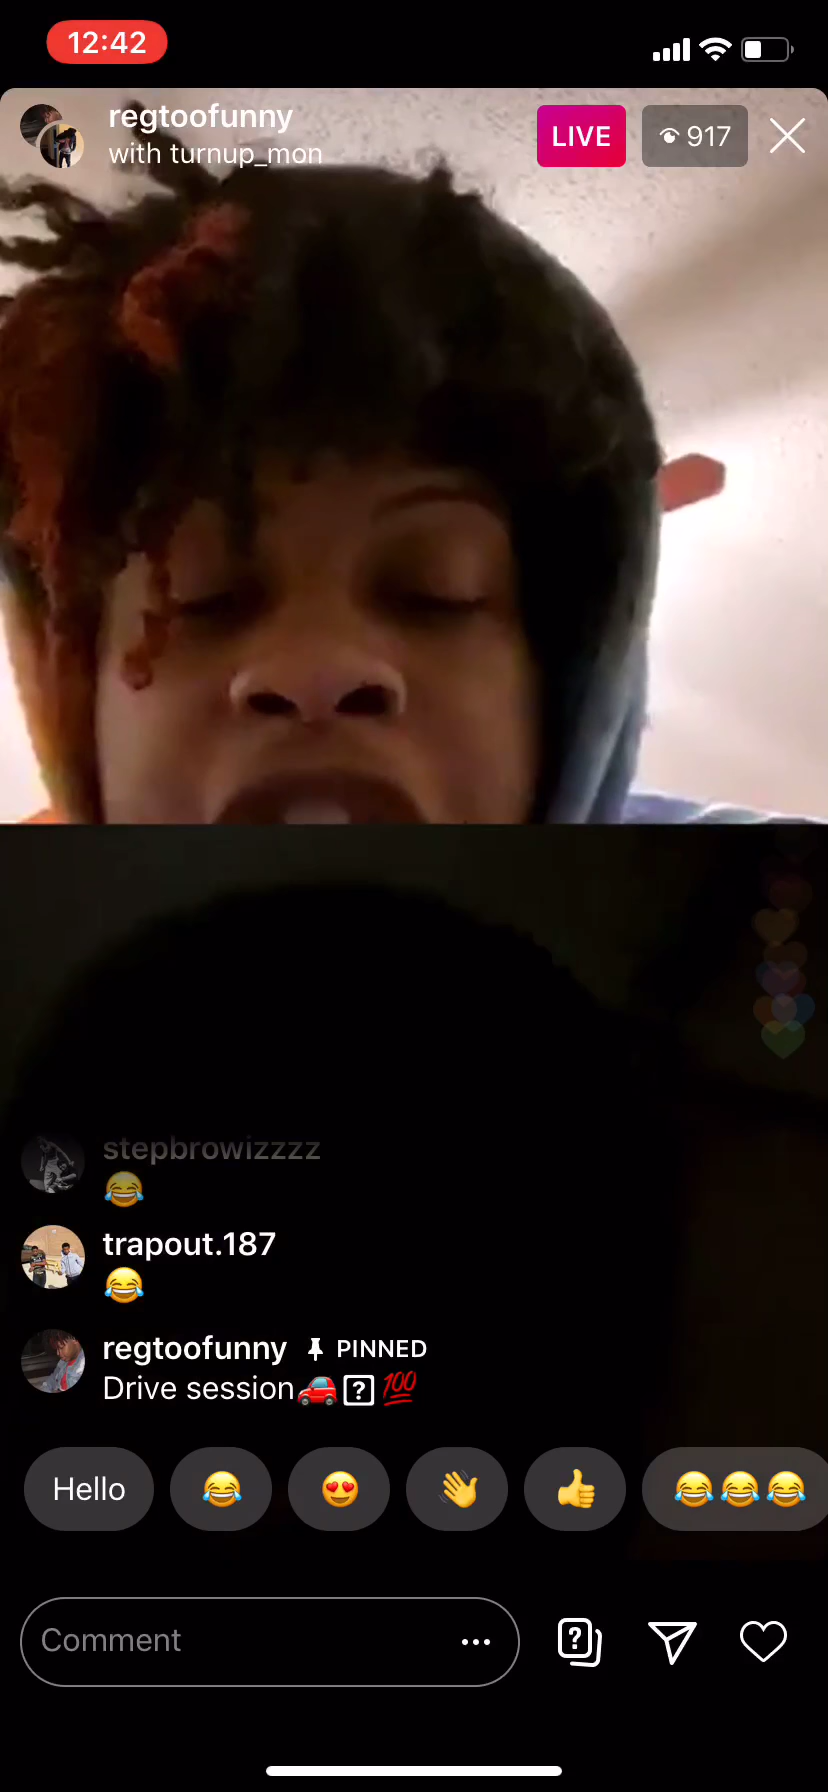 12:42
regtoofunny
with turnup_mon
LIVE
917
stepbrowizzzz
😂
trapout.187
😂
regtoofunny PINNED
Drive session🚗⍰💯
Hello 😂 😍 👋 👍 😂😂😂
Comment